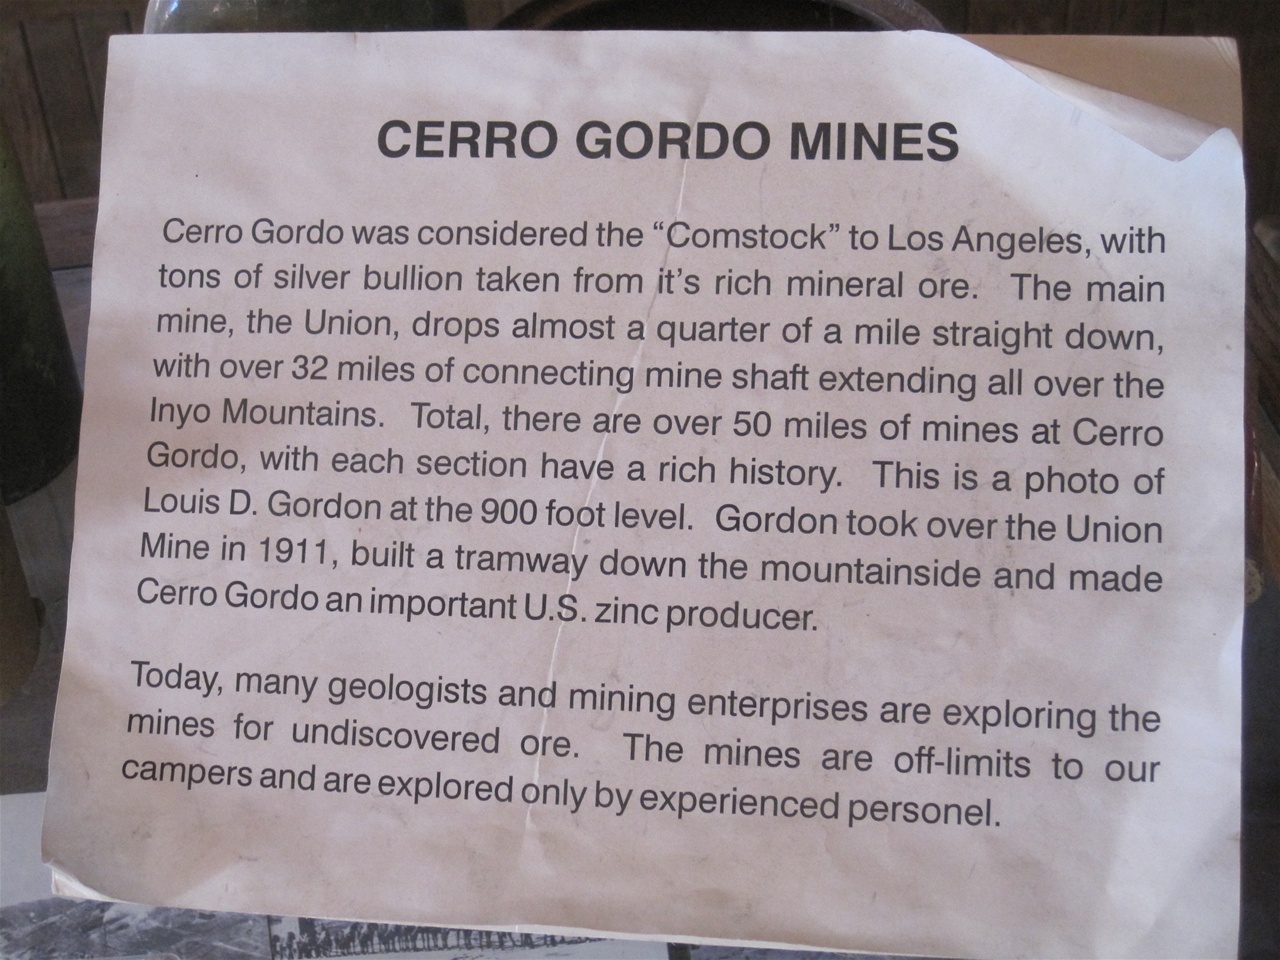 CERRO GORDO MINES
Cerro Gordo was considered the “Comstock” to Los Angeles, with
tons of silver bullion taken from it’s rich mineral ore. The main
mine, the Union, drops almost a quarter of a mile straight down,
with over 32 miles of connecting mine shaft extending all over the
Inyo Mountains. Total, there are over 50 miles of mines at Cerro
Gordo, with each section have a rich history. This is a photo of
Louis D. Gordon at the 900 foot level. Gordon took over the Union
Mine in 1911, built a tramway down the mountainside and made
Cerro Gordo an important U.S. zinc producer.
Today, many geologists and mining enterprises are exploring the
mines for undiscovered ore. The mines are off-limits to our
campers and are explored only by experienced personel.